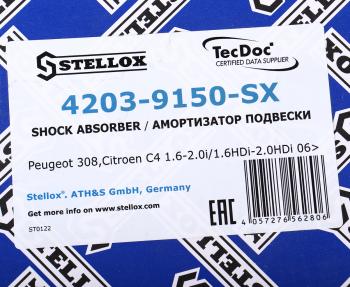 STELLOX
TecDoc
CERTIFIED DATA SUPPLIER
4203-9150-SX
SHOCK ABSORBER / АМОРТИЗАТОР ПОДВЕСКИ
Peugeot 308,Citroen C4 1.6-2.0i/1.6HDi-2.0HDi 06>
Stellox®. ATH&S GmbH, Germany
Get more info on www.stellox.com
ST0122
EAC
4 057276 562806